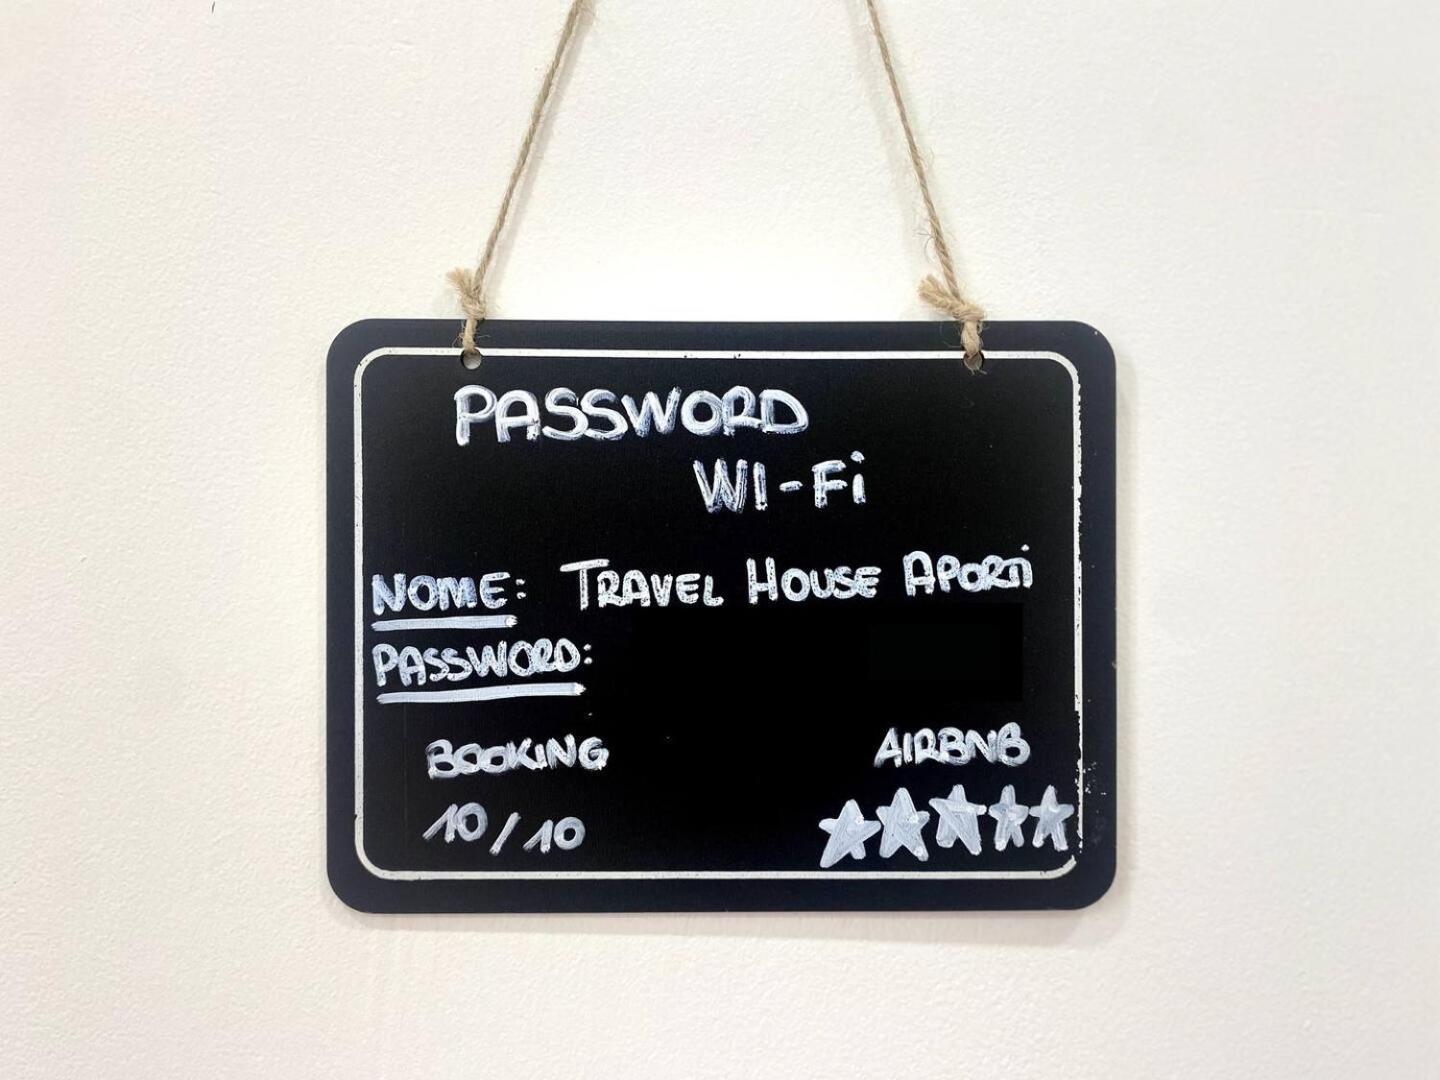 PASSWORD
WI-Fi
NOME: TRAVEL HOUSE APORTi
PASSWORD:
BOOKING
AIRBNB
10/10